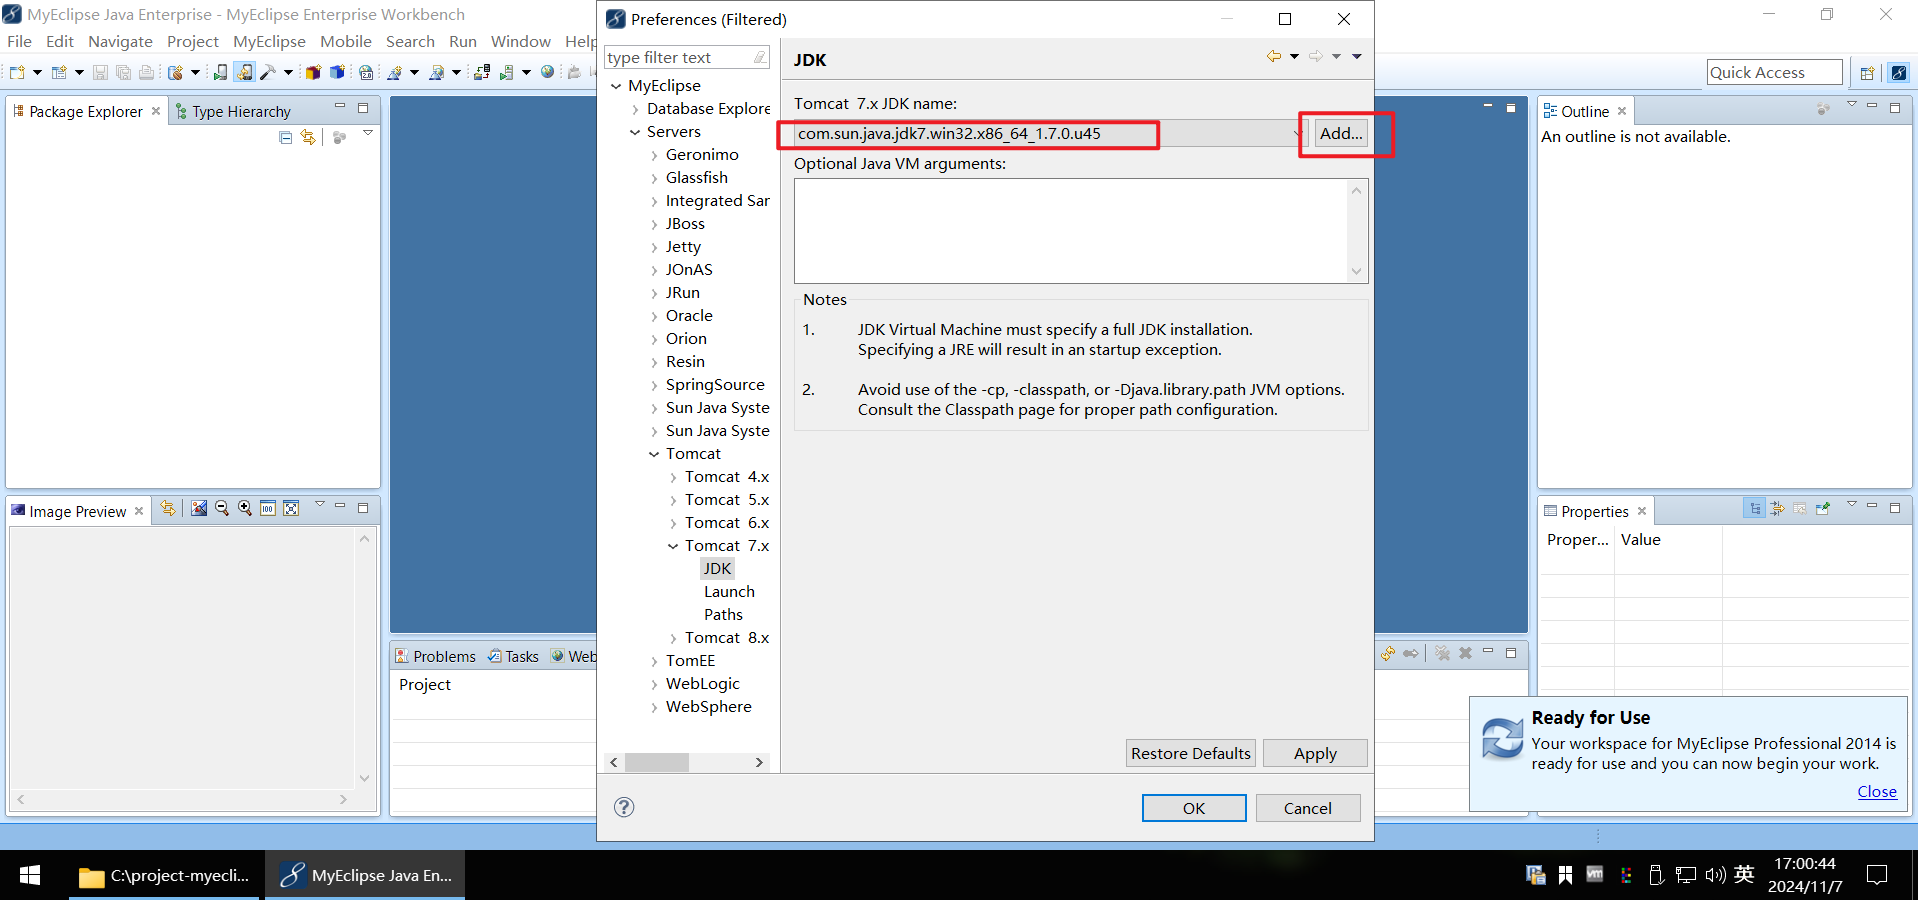 MyEclipse Java Enterprise - MyEclipse Enterprise Workbench
File Edit Navigate Project MyEclipse Mobile Search Run Window Help
Quick Access
Package Explorer
Type Hierarchy
Image Preview
Problems Tasks Web
Project
Preferences (Filtered)
type filter text
MyEclipse
Database Explore
Servers
Geronimo
Glassfish
Integrated San
JBoss
Jetty
JOnAS
JRun
Oracle
Orion
Resin
SpringSource
Sun Java Syste
Sun Java Syste
Tomcat
Tomcat 4.x
Tomcat 5.x
Tomcat 6.x
Tomcat 7.x
JDK
Launch
Paths
Tomcat 8.x
TomEE
WebLogic
WebSphere
JDK
Tomcat 7.x JDK name:
com.sun.java.jdk7.win32.x86_64_1.7.0.u45
Add...
Optional Java VM arguments:
Notes
1. JDK Virtual Machine must specify a full JDK installation.
Specifying a JRE will result in an startup exception.
2. Avoid use of the -cp, -classpath, or -Djava.library.path JVM options.
Consult the Classpath page for proper path configuration.
Restore Defaults
Apply
OK
Cancel
Outline
An outline is not available.
Properties
Proper... Value
Ready for Use
Your workspace for MyEclipse Professional 2014 is
ready for use and you can now begin your work.
Close
C:\project-myecli...
MyEclipse Java En...
英
17:00:44
2024/11/7